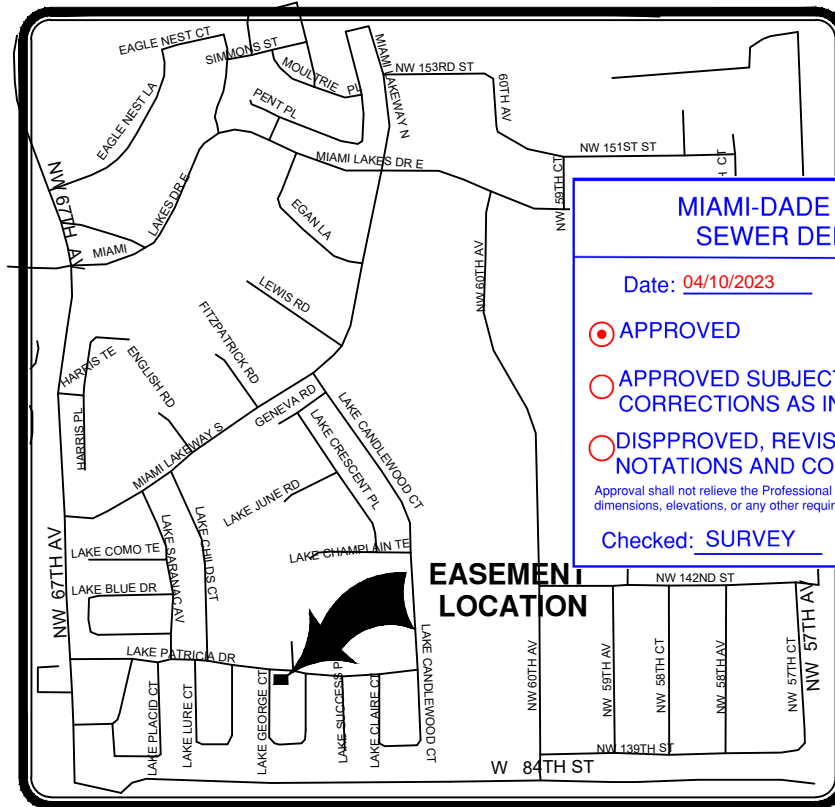 EAGLE NEST CT
SIMMONS ST
MOULTRIE PL
MIAMI LAKEWAY N
NW 153RD ST
60TH AV
EAGLE NEST LA
PENT PL
NW 151ST ST
MIAMI LAKES DR E
NW 59TH CT
CT
NW 67TH AV
LAKES DR E
MIAMI
EGAN LA
NW 60TH AV
LEWIS RD
FITZPATRICK RD
HARRIS TE
ENGLISH RD
HARRIS PL
GENEVA RD
LAKE CANDLEWOOD CT
LAKE CRESCENT PL
MIAMI LAKEWAY S
LAKE JUNE RD
LAKE SARANAC AV
LAKE CHILDS CT
LAKE COMO TE
LAKE CHAMPLAIN TE
NW 67TH AV
LAKE BLUE DR
LAKE PATRICIA DR
LAKE CANDLEWOOD CT
LAKE PLACID CT
LAKE LURE CT
LAKE GEORGE CT
LAKE SUCCESS P
LAKE CLAIRE CT
EASEMENT
LOCATION
NW 142ND ST
NW 60TH AV
NW 59TH AV
NW 58TH CT
NW 58TH AV
NW 57TH CT
NW 57TH AV
NW 139TH ST
W 84TH ST
MIAMI-DADE
SEWER DE
Date: 04/10/2023
APPROVED
APPROVED SUBJECT
CORRECTIONS AS IN
DISPPROVED, REVIS
NOTATIONS AND CO
Approval shall not relieve the Professional
dimensions, elevations, or any other requir
Checked: SURVEY